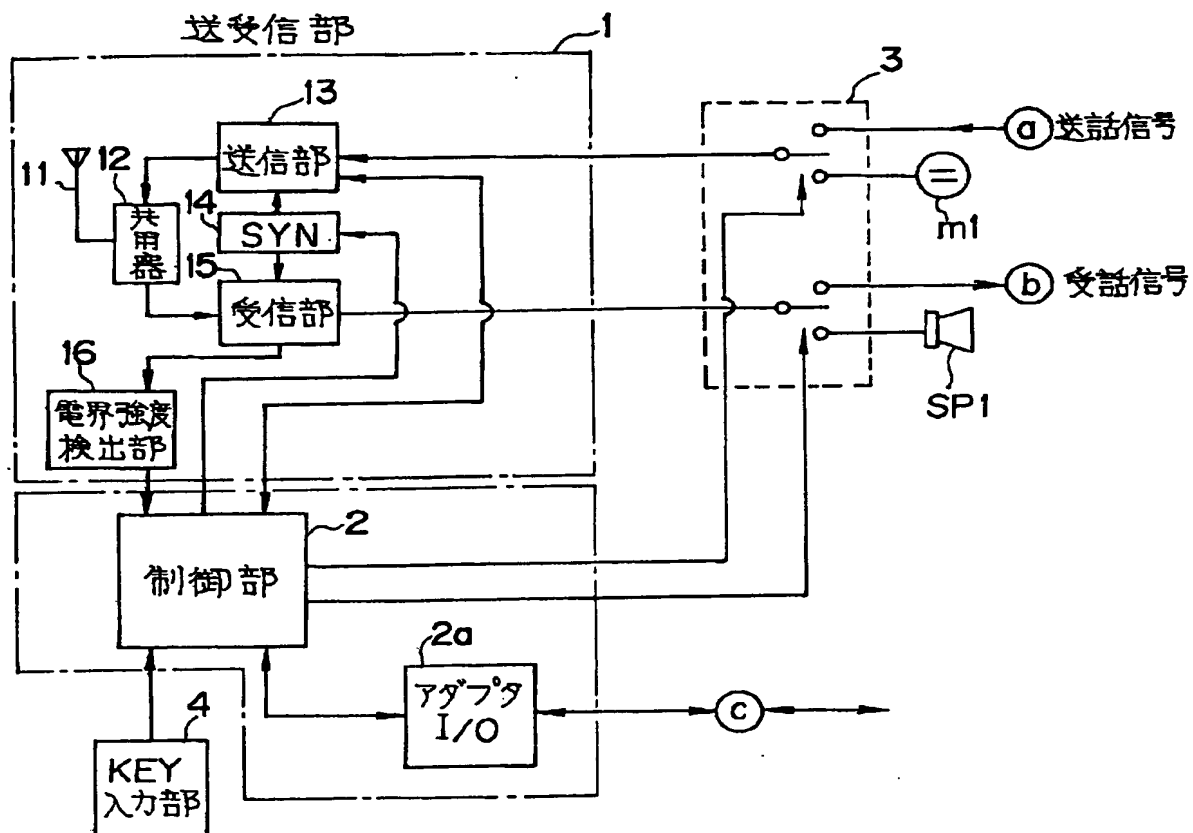 送受信部
1
13
送信部
11
12
共用器
14
SYN
15
受信部
16
電界強度
検出部
3
a 送話信号
m1
b 受話信号
SP1
2
制御部
2a
アダプタ
I/O
c
4
KEY
入力部